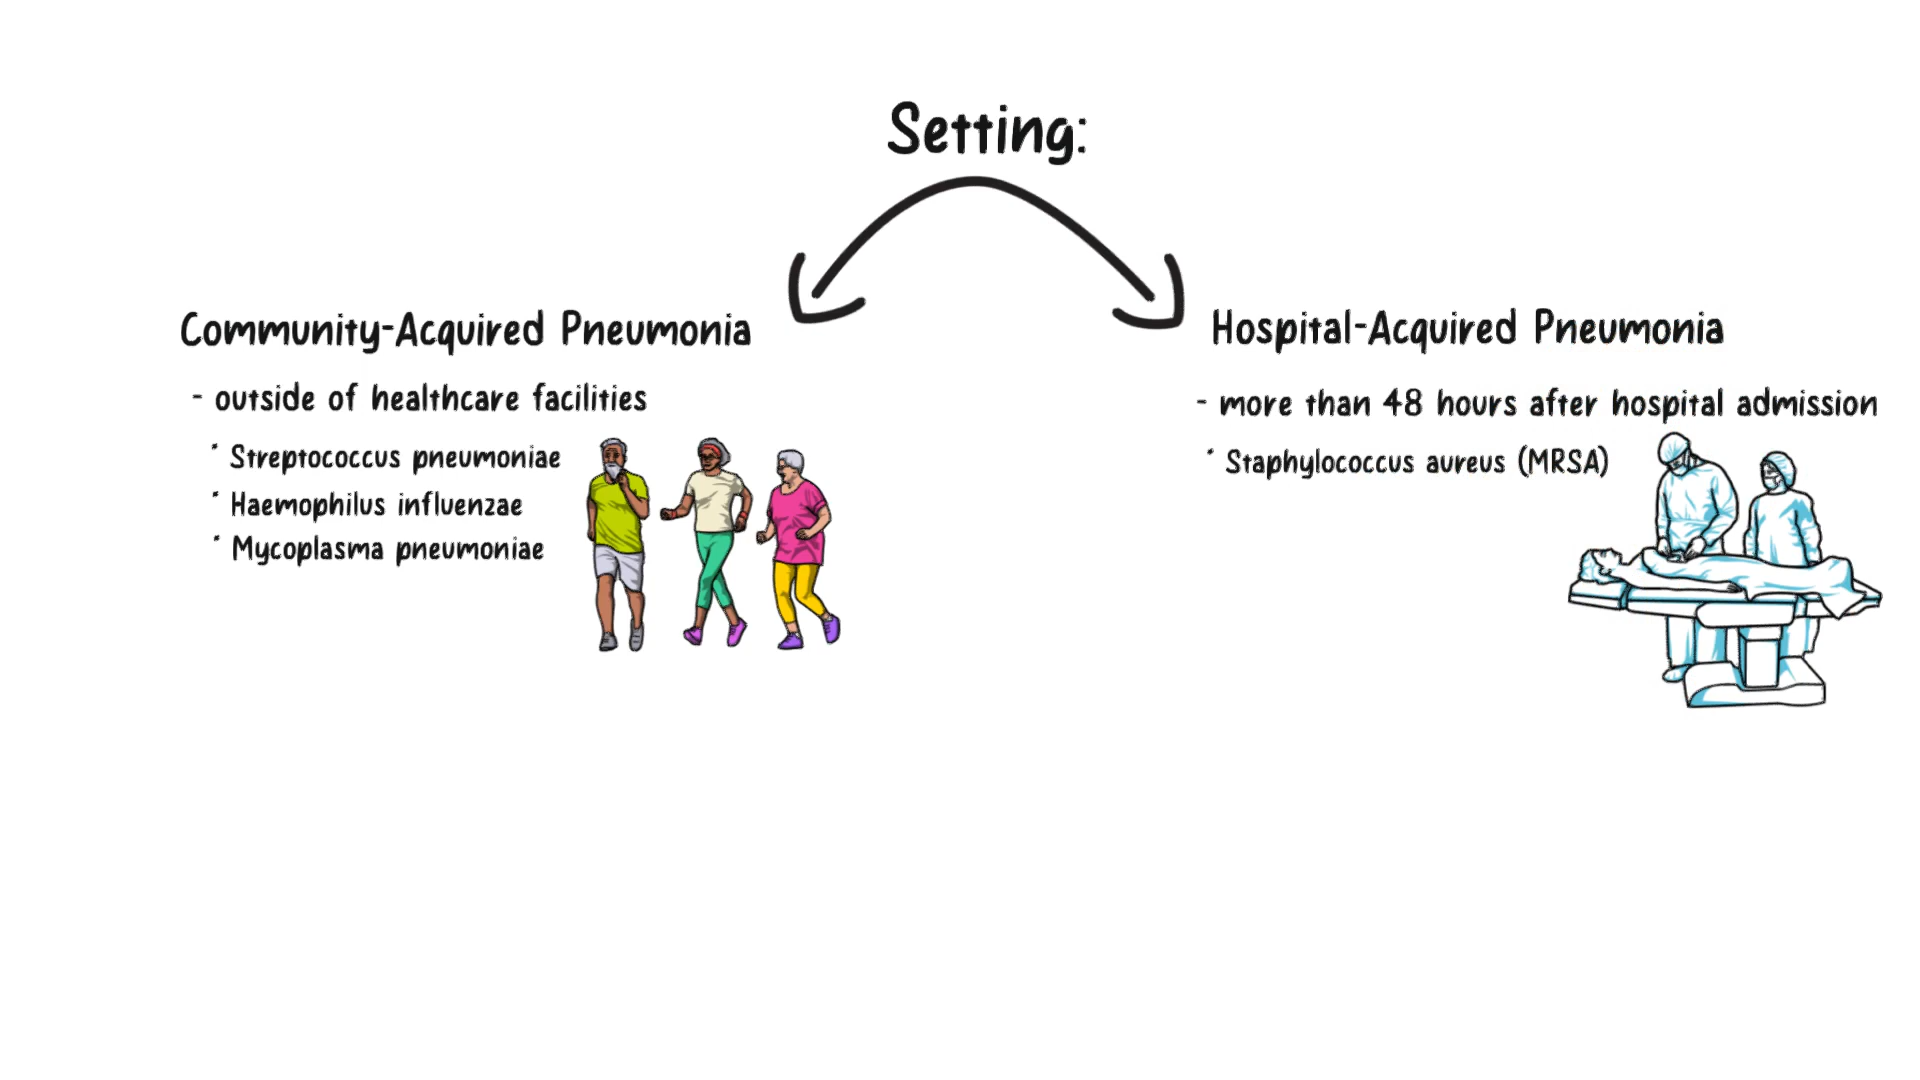 Setting:
Community-Acquired Pneumonia
- outside of healthcare facilities
• Streptococcus pneumoniae
• Haemophilus influenzae
• Mycoplasma pneumoniae
Hospital-Acquired Pneumonia
- more than 48 hours after hospital admission
• Staphylococcus aureus (MRSA)